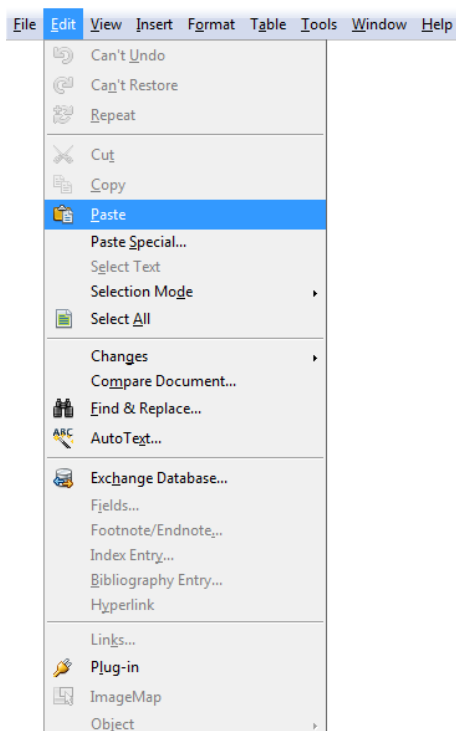 File Edit View Insert Format Table Tools Window Help
Can't Undo
Can't Restore
Repeat
Cut
Copy
Paste
Paste Special...
Select Text
Selection Mode
Select All
Changes
Compare Document...
Find & Replace...
ABC
AutoText...
Exchange Database...
Fields...
Footnote/Endnote...
Index Entry...
Bibliography Entry...
Hyperlink
Links...
Plug-in
ImageMap
Object